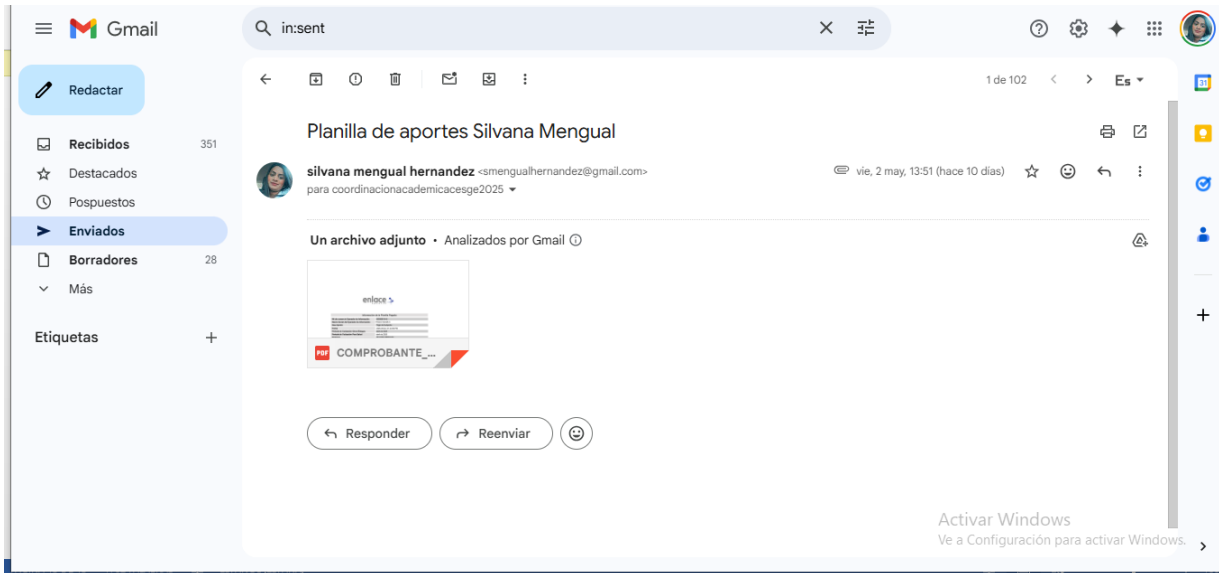 Gmail
in:sent
Redactar
1 de 102
Es
31
Planilla de aportes Silvana Mengual
Recibidos 351
Destacados
Pospuestos
Enviados
Borradores 28
Más
Etiquetas
silvana mengual hernandez <smengualhernandez@gmail.com>
vie, 2 may, 13:51 (hace 10 días)
para coordinacionacademicacesge2025
Un archivo adjunto • Analizados por Gmail
enlace
PDF COMPROBANTE_...
Responder
Reenviar
Activar Windows
Ve a Configuración para activar Windows.